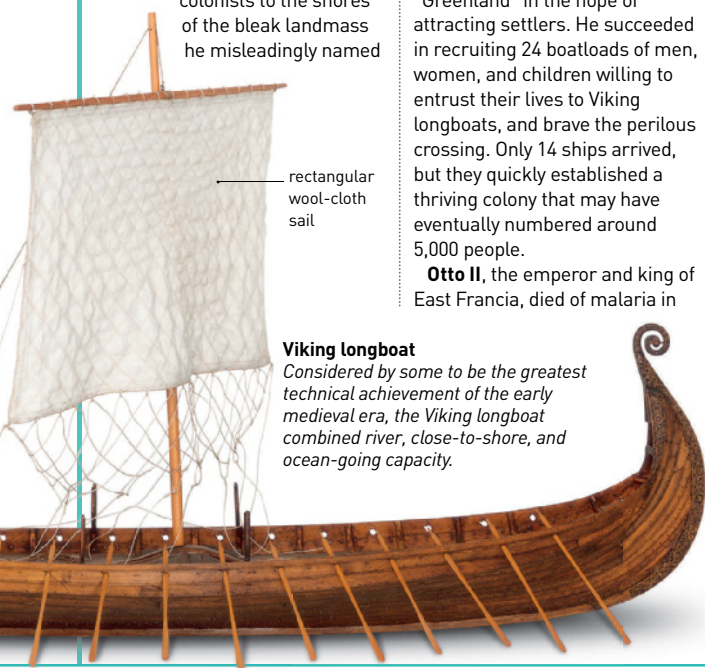 colonists to the shores
of the bleak landmass
he misleadingly named
"Greenland" in the hope of
attracting settlers. He succeeded
in recruiting 24 boatloads of men,
women, and children willing to
entrust their lives to Viking
longboats, and brave the perilous
crossing. Only 14 ships arrived,
but they quickly established a
thriving colony that may have
eventually numbered around
5,000 people.
Otto II, the emperor and king of
East Francia, died of malaria in
rectangular
wool-cloth
sail
Viking longboat
Considered by some to be the greatest
technical achievement of the early
medieval era, the Viking longboat
combined river, close-to-shore, and
ocean-going capacity.